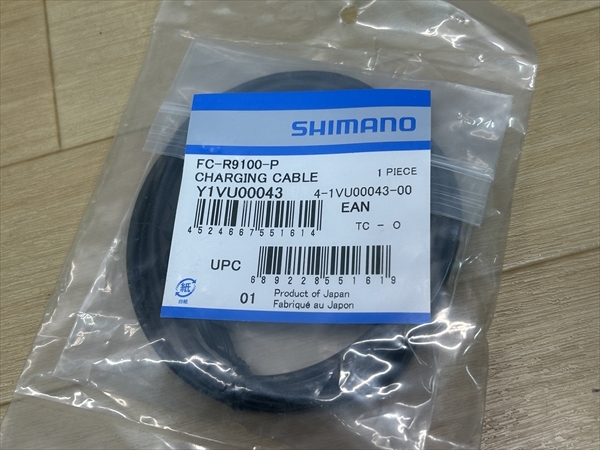 SHIMANO
FC-R9100-P
CHARGING CABLE 1 PIECE
Y1VU00043 4-1VU00043-00
4524667551614 EAN
TC - O
UPC 689228551619
紙
01 Product of Japan
Fabriqué au Japon